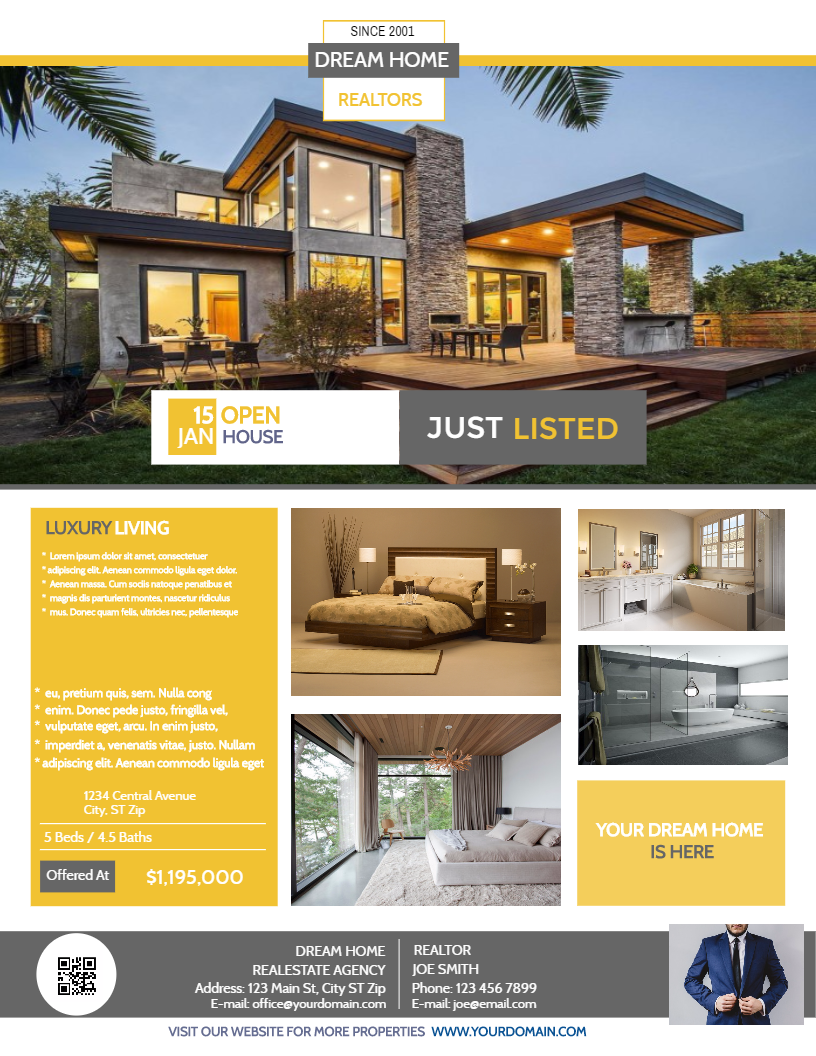 SINCE 2001
DREAM HOME
REALTORS
15 OPEN
JAN HOUSE
JUST LISTED
LUXURY LIVING
* Lorem ipsum dolor sit amet, consectetuer
* adipiscing elit. Aenean commodo ligula eget dolor.
* Aenean massa. Cum sociis natoque penatibus et
* magnis dis parturient montes, nascetur ridiculus
* mus. Donec quam felis, ultricies nec, pellentesque
* eu, pretium quis, sem. Nulla cong
* enim. Donec pede justo, fringilla vel,
* vulputate eget, arcu. In enim justo,
* imperdiet a, venenatis vitae, justo. Nullam
* adipiscing elit. Aenean commodo ligula eget
1234 Central Avenue
City, ST Zip
5 Beds / 4.5 Baths
Offered At $1,195,000
YOUR DREAM HOME
IS HERE
DREAM HOME
REALESTATE AGENCY
Address: 123 Main St, City ST Zip
E-mail: office@yourdomain.com
REALTOR
JOE SMITH
Phone: 123 456 7899
E-mail: joe@email.com
VISIT OUR WEBSITE FOR MORE PROPERTIES WWW.YOURDOMAIN.COM